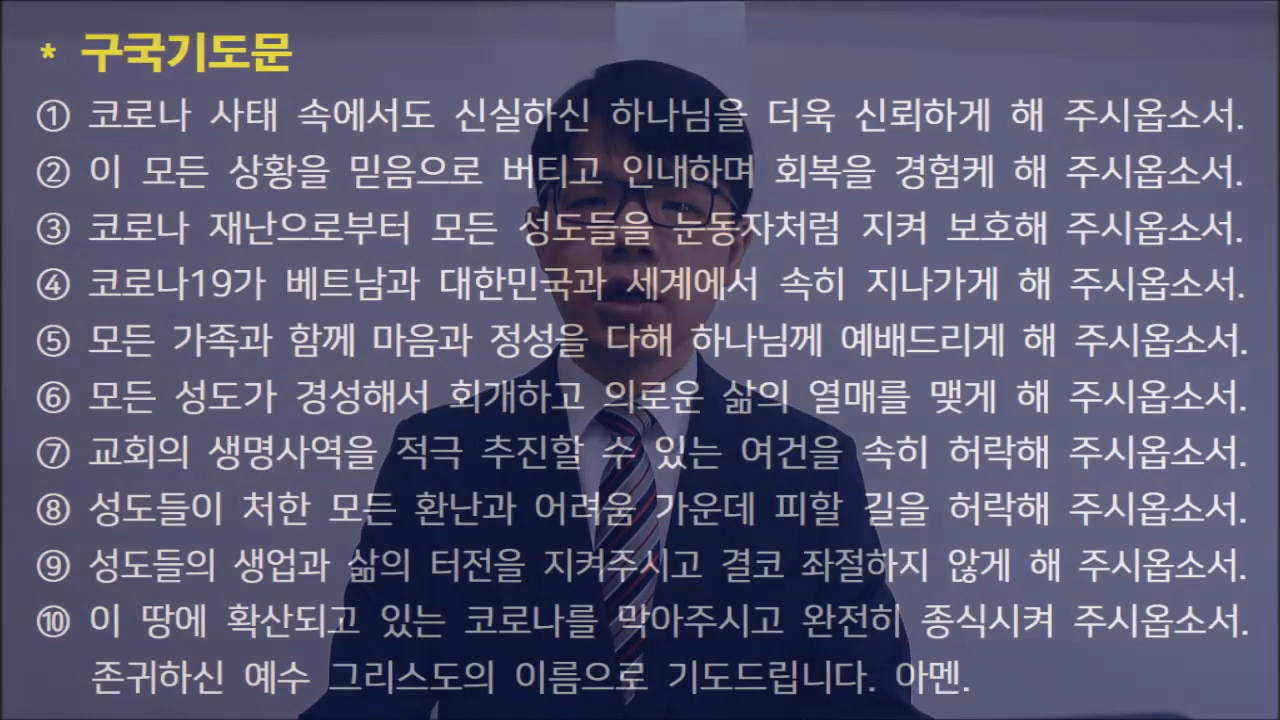 * 구국기도문
① 코로나 사태 속에서도 신실하신 하나님을 더욱 신뢰하게 해 주시옵소서.
② 이 모든 상황을 믿음으로 버티고 인내하며 회복을 경험케 해 주시옵소서.
③ 코로나 재난으로부터 모든 성도들을 눈동자처럼 지켜 보호해 주시옵소서.
④ 코로나19가 베트남과 대한민국과 세계에서 속히 지나가게 해 주시옵소서.
⑤ 모든 가족과 함께 마음과 정성을 다해 하나님께 예배드리게 해 주시옵소서.
⑥ 모든 성도가 경성해서 회개하고 의로운 삶의 열매를 맺게 해 주시옵소서.
⑦ 교회의 생명사역을 적극 추진할 수 있는 여건을 속히 허락해 주시옵소서.
⑧ 성도들이 처한 모든 환난과 어려움 가운데 피할 길을 허락해 주시옵소서.
⑨ 성도들의 생업과 삶의 터전을 지켜주시고 결코 좌절하지 않게 해 주시옵소서.
⑩ 이 땅에 확산되고 있는 코로나를 막아주시고 완전히 종식시켜 주시옵소서.
존귀하신 예수 그리스도의 이름으로 기도드립니다. 아멘.